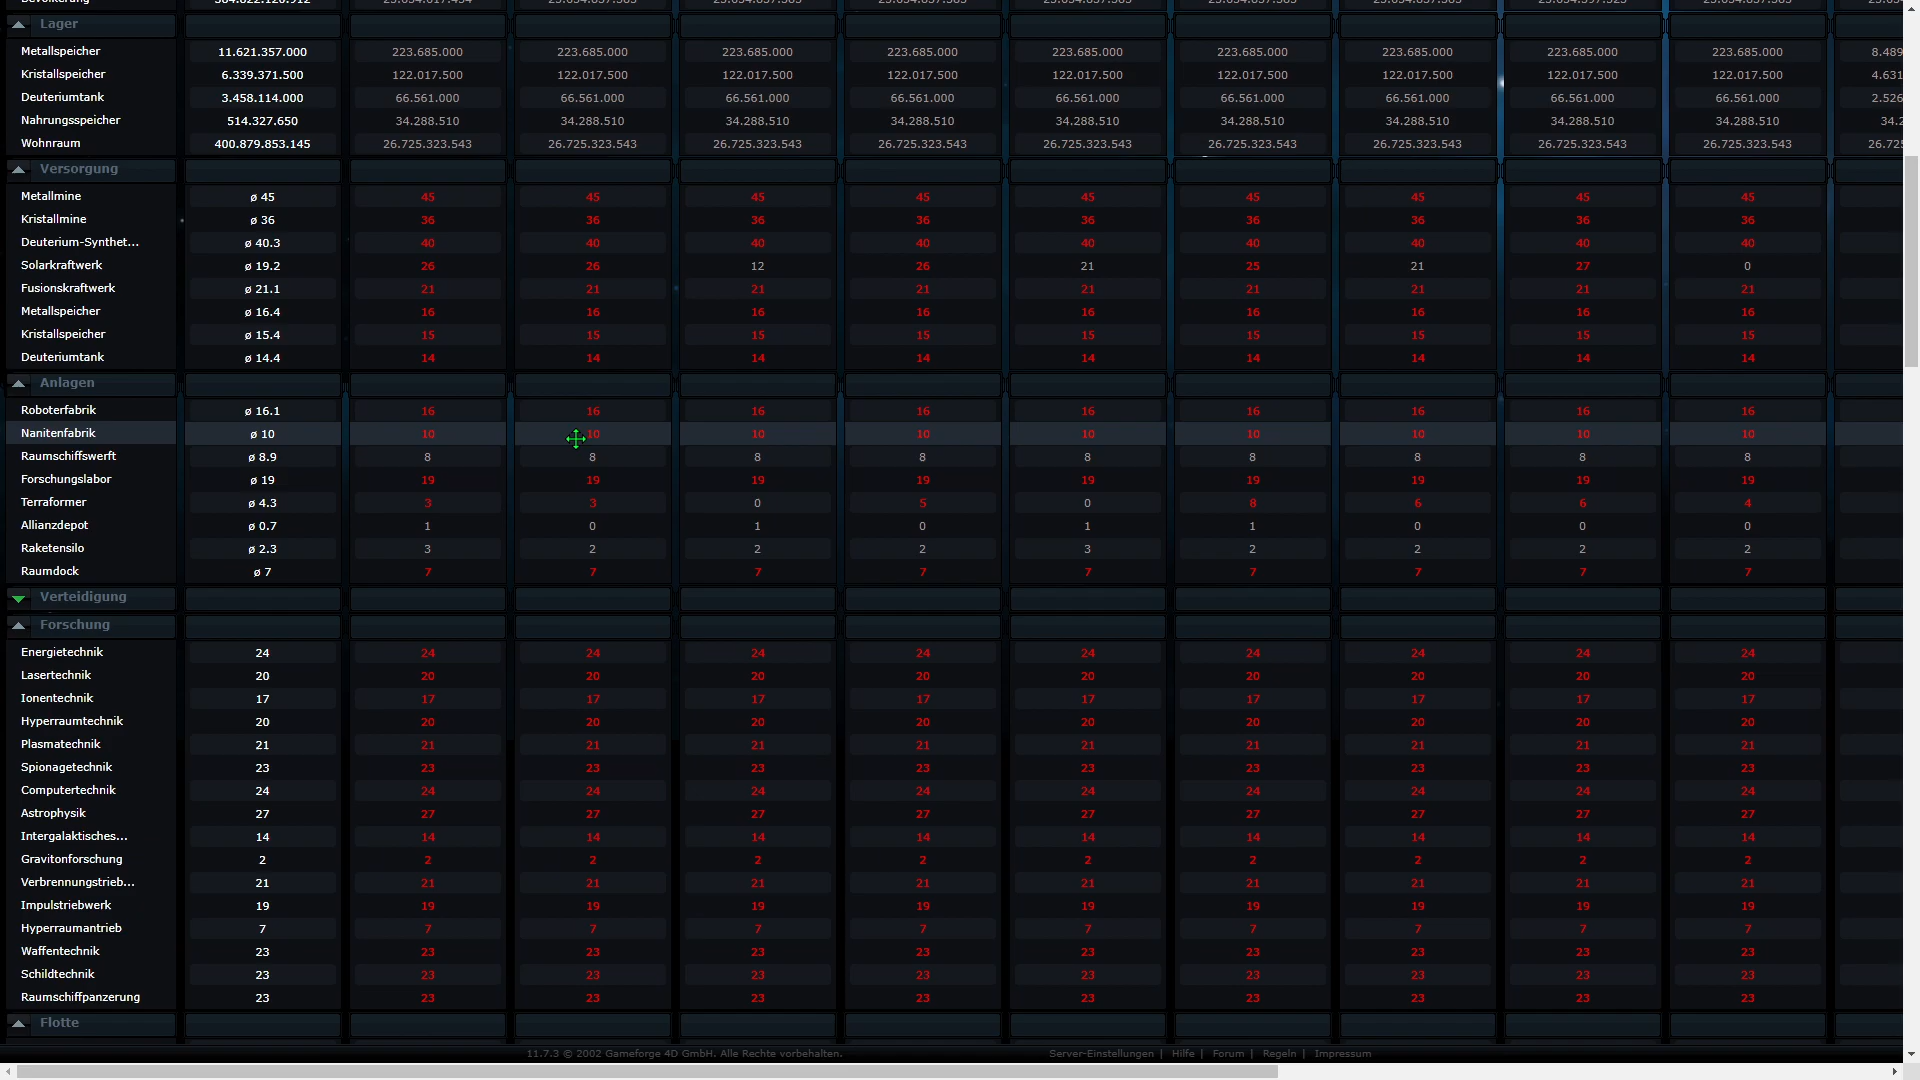 Lager
Metallspeicher 11.621.357.000 223.685.000 223.685.000 223.685.000 223.685.000 223.685.000 223.685.000 223.685.000 223.685.000 223.685.000 8.489
Kristallspeicher 6.339.371.500 122.017.500 122.017.500 122.017.500 122.017.500 122.017.500 122.017.500 122.017.500 122.017.500 122.017.500 4.631
Deuteriumtank 3.458.114.000 66.561.000 66.561.000 66.561.000 66.561.000 66.561.000 66.561.000 66.561.000 66.561.000 66.561.000 2.526
Nahrungsspeicher 514.327.650 34.288.510 34.288.510 34.288.510 34.288.510 34.288.510 34.288.510 34.288.510 34.288.510 34.288.510 34.2
Wohnraum 400.879.853.145 26.725.323.543 26.725.323.543 26.725.323.543 26.725.323.543 26.725.323.543 26.725.323.543 26.725.323.543 26.725.323.543 26.725.323.543 26.725
Versorgung
Metallmine ø 45 45 45 45 45 45 45 45 45 45
Kristallmine ø 36 36 36 36 36 36 36 36 36 36
Deuterium-Synthet... ø 40.3 40 40 40 40 40 40 40 40 40
Solarkraftwerk ø 19.2 26 26 12 26 21 25 21 27 0
Fusionskraftwerk ø 21.1 21 21 21 21 21 21 21 21 21
Metallspeicher ø 16.4 16 16 16 16 16 16 16 16 16
Kristallspeicher ø 15.4 15 15 15 15 15 15 15 15 15
Deuteriumtank ø 14.4 14 14 14 14 14 14 14 14 14
Anlagen
Roboterfabrik ø 16.1 16 16 16 16 16 16 16 16 16
Nanitenfabrik ø 10 10 10 10 10 10 10 10 10 10
Raumschiffswerft ø 8.9 8 8 8 8 8 8 8 8 8
Forschungslabor ø 19 19 19 19 19 19 19 19 19 19
Terraformer ø 4.3 3 3 0 5 0 8 6 6 4
Allianzdepot ø 0.7 1 0 1 0 1 1 0 0 0
Raketensilo ø 2.3 3 2 2 2 3 2 2 2 2
Raumdock ø 7 7 7 7 7 7 7 7 7 7
Verteidigung
Forschung
Energietechnik 24 24 24 24 24 24 24 24 24 24
Lasertechnik 20 20 20 20 20 20 20 20 20 20
Ionentechnik 17 17 17 17 17 17 17 17 17 17
Hyperraumtechnik 20 20 20 20 20 20 20 20 20 20
Plasmatechnik 21 21 21 21 21 21 21 21 21 21
Spionagetechnik 23 23 23 23 23 23 23 23 23 23
Computertechnik 24 24 24 24 24 24 24 24 24 24
Astrophysik 27 27 27 27 27 27 27 27 27 27
Intergalaktisches... 14 14 14 14 14 14 14 14 14 14
Gravitonforschung 2 2 2 2 2 2 2 2 2 2
Verbrennungstrieb... 21 21 21 21 21 21 21 21 21 21
Impulstriebwerk 19 19 19 19 19 19 19 19 19 19
Hyperraumantrieb 7 7 7 7 7 7 7 7 7 7
Waffentechnik 23 23 23 23 23 23 23 23 23 23
Schildtechnik 23 23 23 23 23 23 23 23 23 23
Raumschiffpanzerung 23 23 23 23 23 23 23 23 23 23
Flotte
11.7.3 © 2002 Gameforge 4D GmbH. Alle Rechte vorbehalten. Server-Einstellungen | Hilfe | Forum | Regeln | Impressum